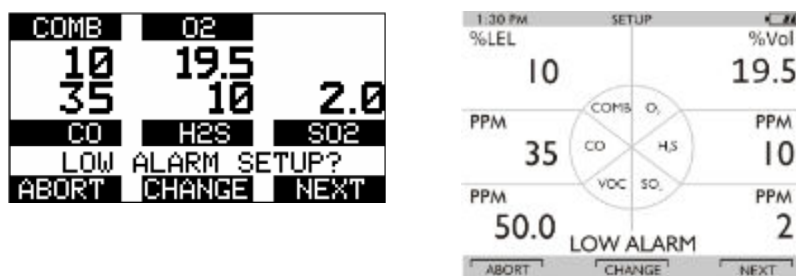 COMB O2
10 19.5
35 10 2.0
CO H2S SO2
LOW ALARM SETUP?
ABORT CHANGE NEXT
1:30 PM SETUP
%LEL %Vol
10 19.5
COMB O₂
PPM PPM
35 CO H₂S 10
VOC SO₂
PPM PPM
50.0 2
LOW ALARM
ABORT CHANGE NEXT